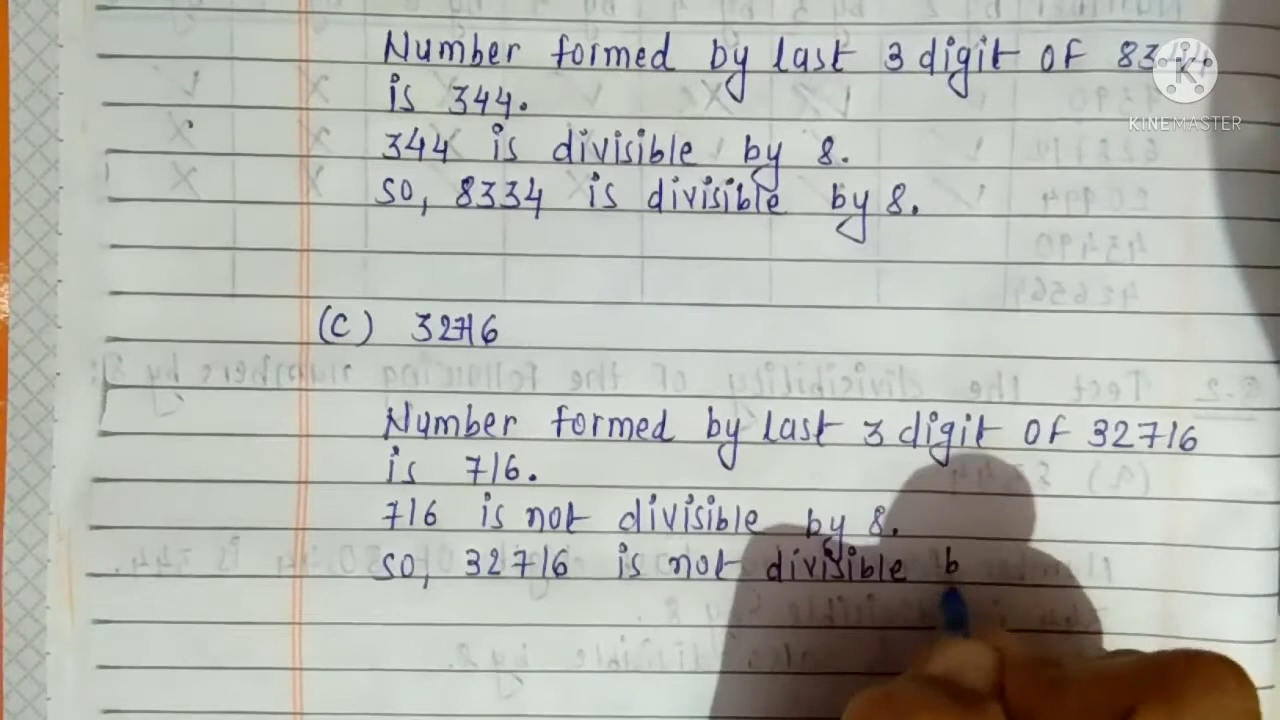 Number formed by last 3 digit of 8344
is 344.
344 is divisible by 8.
so, 8334 is divisible by 8.
KINEMASTER
(C) 32716
Number formed by last 3 digit of 32716
is 716.
716 is not divisible by 8.
so, 32716 is not divisible b